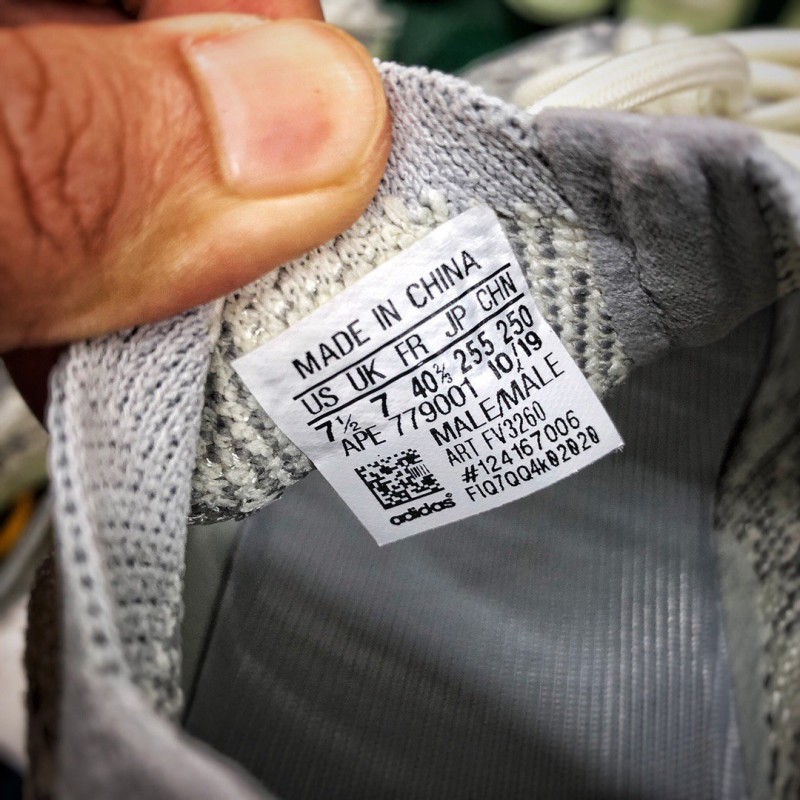 MADE IN CHINA
US UK FR JP CHN
7½ 7 40⅔ 255 250
APE 779001 10/19
MALE/MALE
ART FV3260
#124167006
FIQ7QQ4k02020
adidas